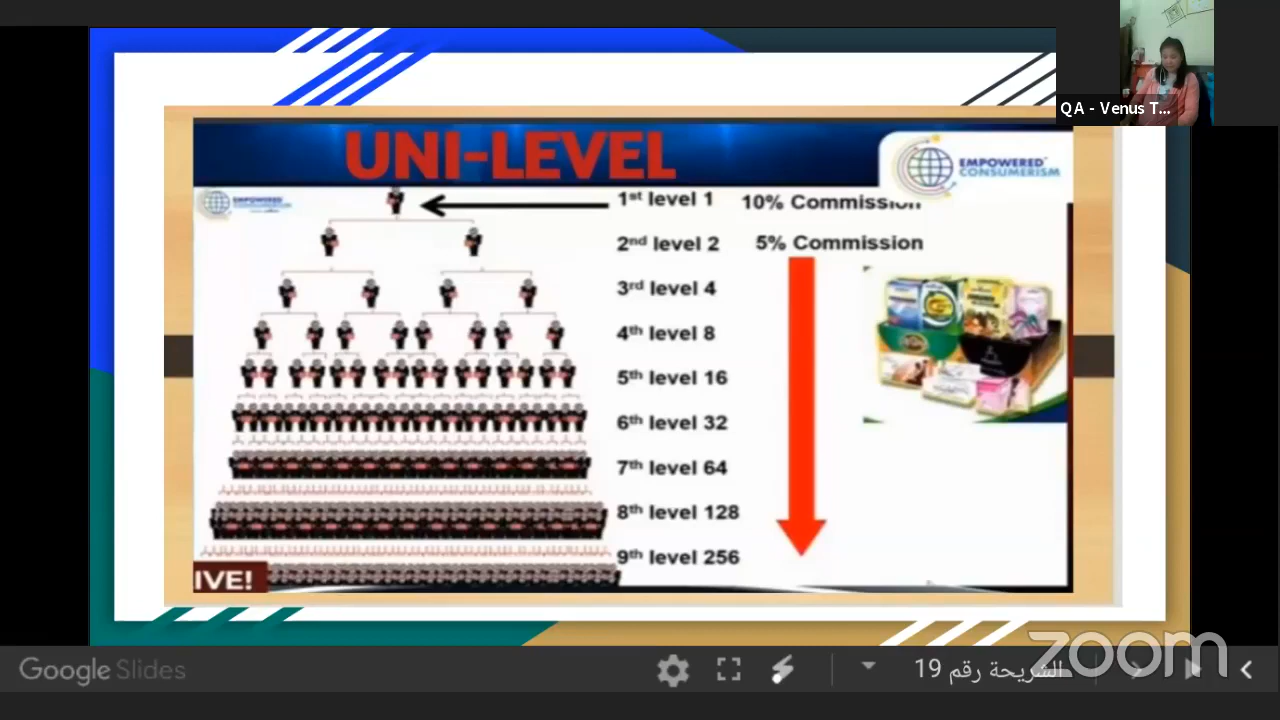 QA - Venus T...
UNI-LEVEL
EMPOWERED
CONSUMERISM
EMPOWERED
1st level 1 10% Commission
2nd level 2 5% Commission
3rd level 4
4th level 8
5th level 16
6th level 32
7th level 64
8th level 128
9th level 256
IVE!
Google Slides
الشريحة رقم 19
zoom